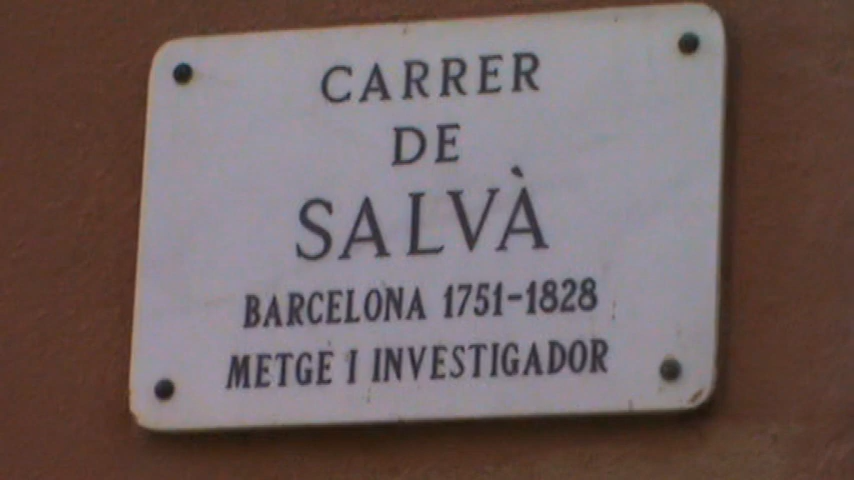 CARRER
DE
SALVÀ
BARCELONA 1751-1828
METGE I INVESTIGADOR